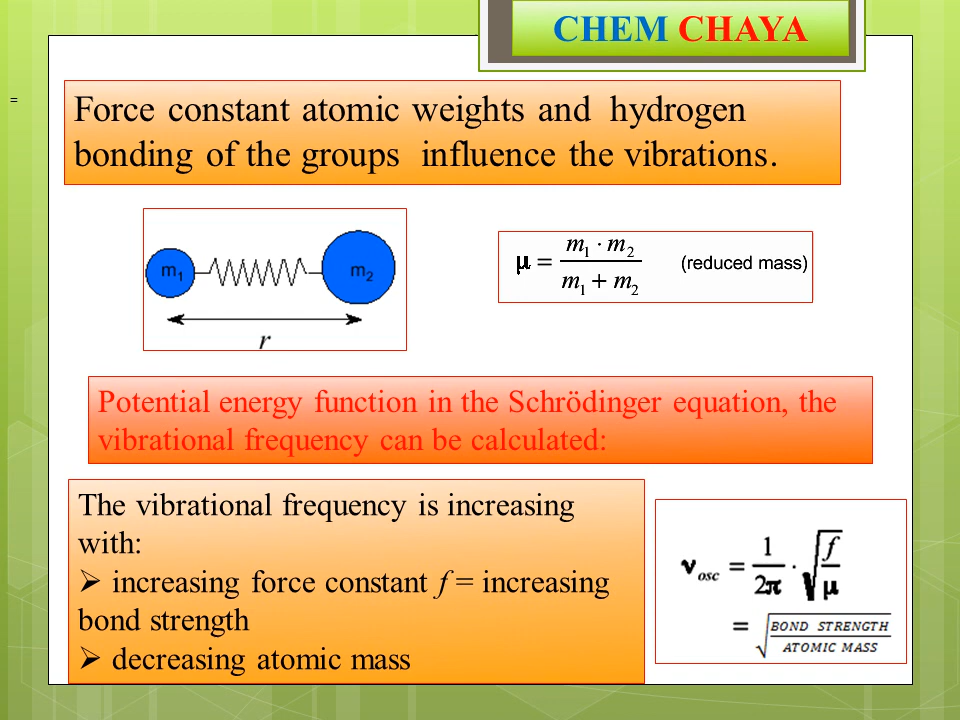 CHEM CHAYA
=
Force constant atomic weights and hydrogen
bonding of the groups influence the vibrations.
m₁ m₂
r
μ = m₁ · m₂ / m₁ + m₂ (reduced mass)
Potential energy function in the Schrödinger equation, the
vibrational frequency can be calculated:
The vibrational frequency is increasing
with:
➢ increasing force constant f = increasing
bond strength
➢ decreasing atomic mass
ν osc = 1/2π · √f/μ
= √BOND STRENGTH/ATOMIC MASS